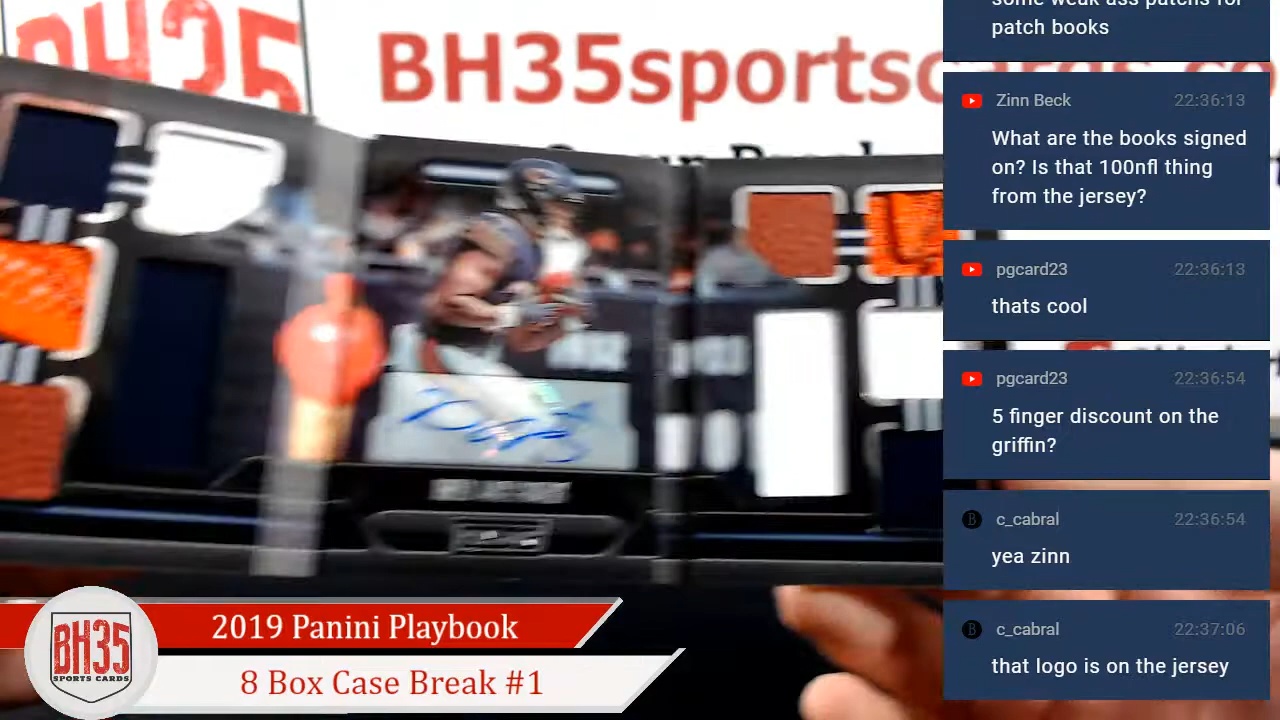 BH35
BH35sports
some weak ass patchs for
patch books
Zinn Beck
22:36:13
What are the books signed
on? Is that 100nfl thing
from the jersey?
pgcard23
22:36:13
thats cool
pgcard23
22:36:54
5 finger discount on the
griffin?
c_cabral
22:36:54
yea zinn
c_cabral
22:37:06
that logo is on the jersey
BH35
SPORTS CARDS
2019 Panini Playbook
8 Box Case Break #1